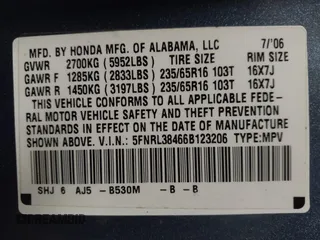 MFD. BY HONDA MFG. OF ALABAMA, LLC 7/'06
GVWR 2700KG (5952LBS) TIRE SIZE RIM SIZE
GAWR F 1285KG (2833LBS) 235/65R16 103T 16X7J
GAWR R 1450KG (3197LBS) 235/65R16 103T 16X7J
THIS VEHICLE CONFORMS TO ALL APPLICABLE FEDE-
RAL MOTOR VEHICLE SAFETY AND THEFT PREVENTION
STANDARDS IN EFFECT ON THE DATE OF MANUFACTURE
SHOWN ABOVE. V.I.N.: 5FNRL38466B123206 TYPE:MPV
SHJ 6 AJ5 -B530M -B -B